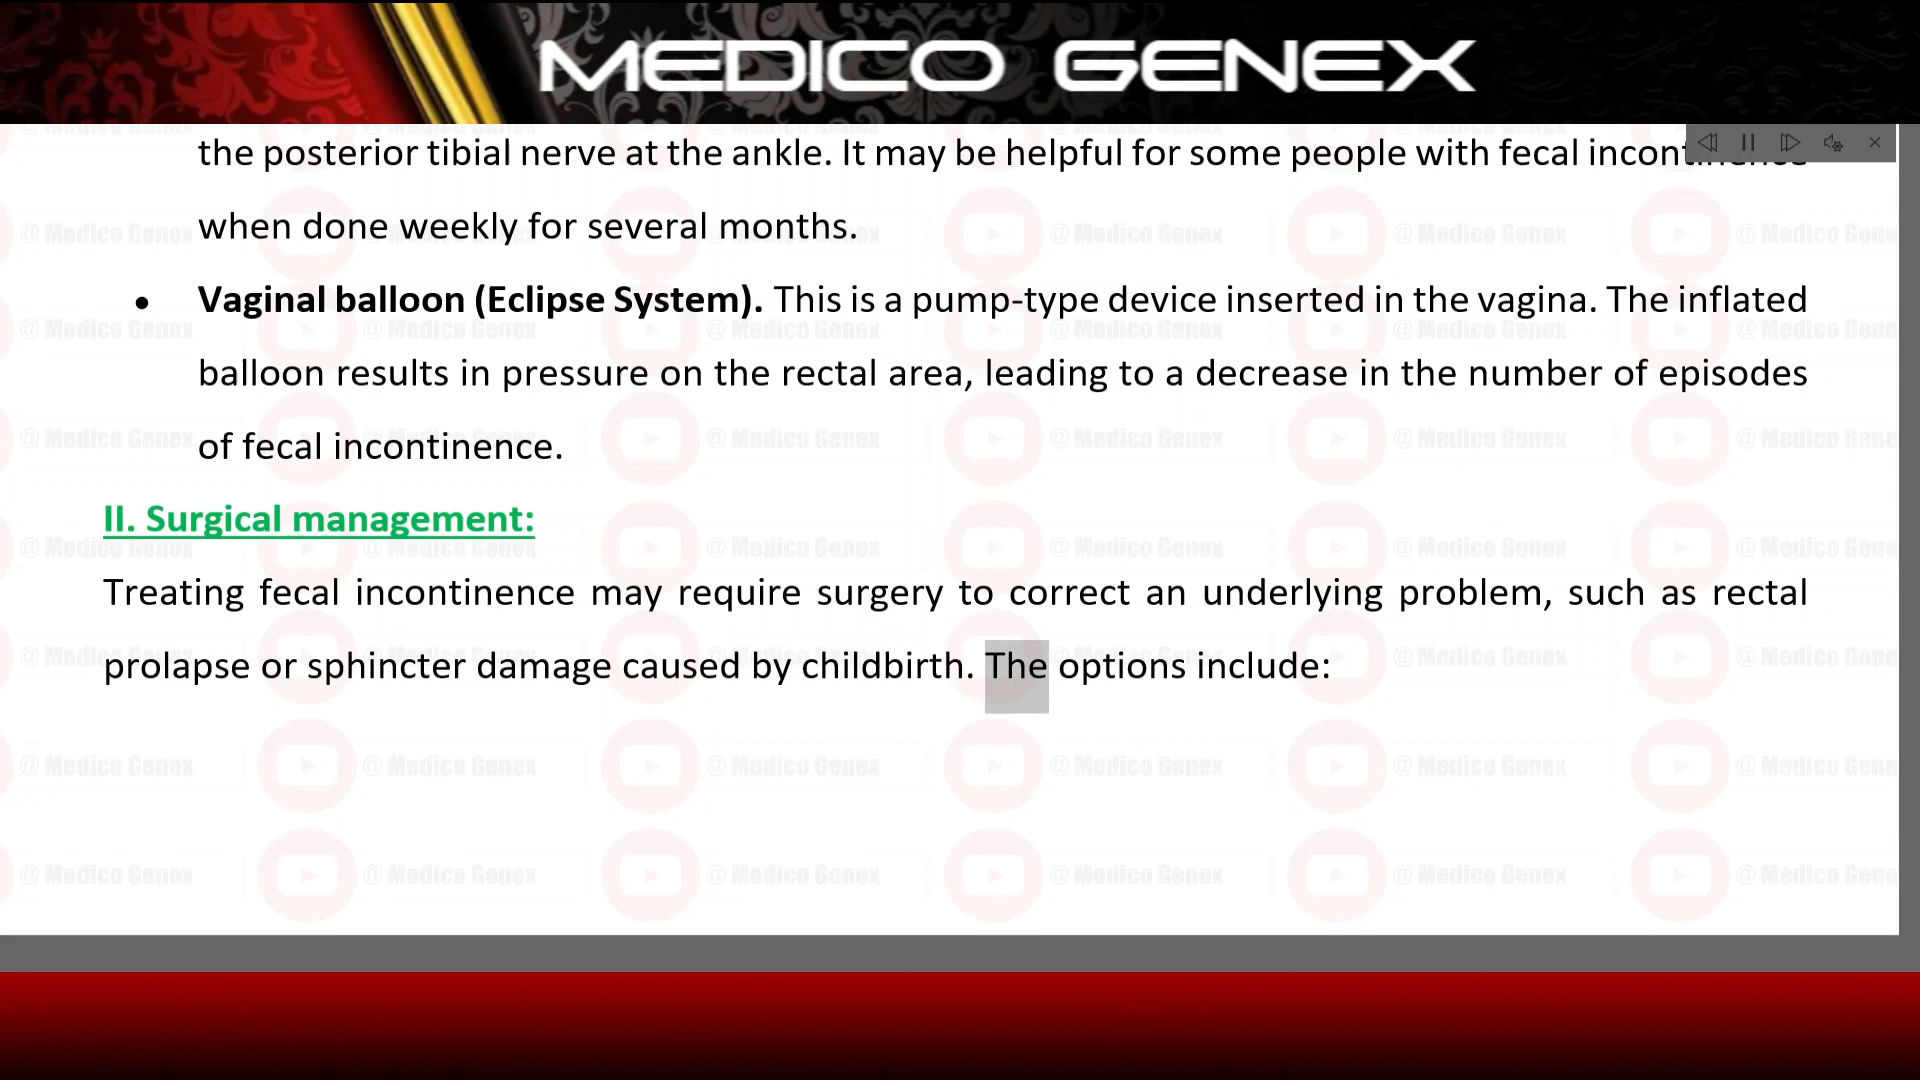 MEDICO GENEX
the posterior tibial nerve at the ankle. It may be helpful for some people with fecal incontinence
when done weekly for several months.
• Vaginal balloon (Eclipse System). This is a pump-type device inserted in the vagina. The inflated
balloon results in pressure on the rectal area, leading to a decrease in the number of episodes
of fecal incontinence.
II. Surgical management:
Treating fecal incontinence may require surgery to correct an underlying problem, such as rectal
prolapse or sphincter damage caused by childbirth. The options include:
@ Medico Genex